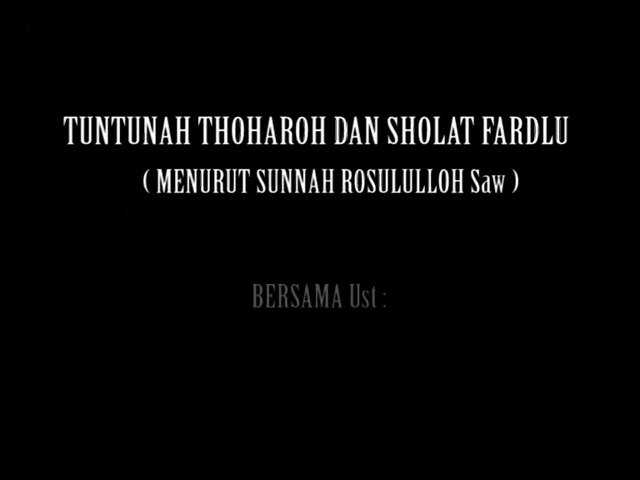 TUNTUNAH THOHAROH DAN SHOLAT FARDLU
( MENURUT SUNNAH ROSULULLOH Saw )
BERSAMA Ust :